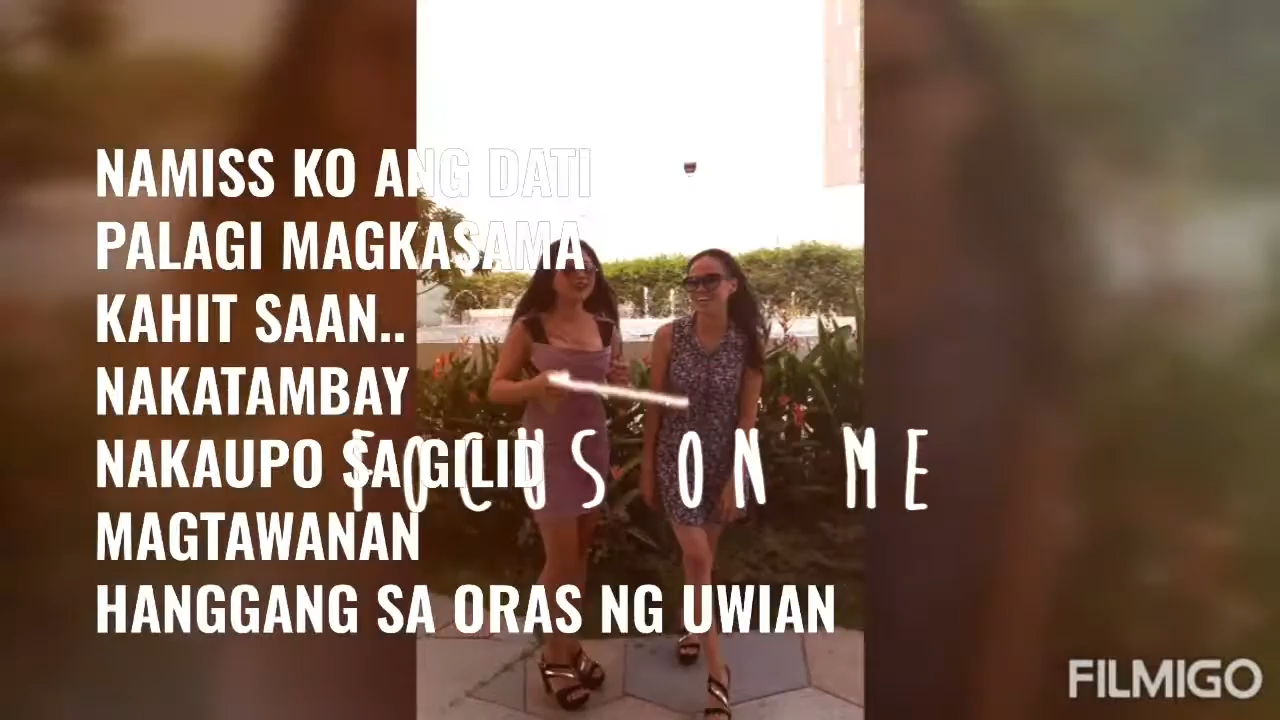 NAMISS KO ANG DATI
PALAGI MAGKASAMA
KAHIT SAAN..
NAKATAMBAY
NAKAUPO SA GILID
FOCUS ON ME
MAGTAWANAN
HANGGANG SA ORAS NG UWIAN
FILMIGO